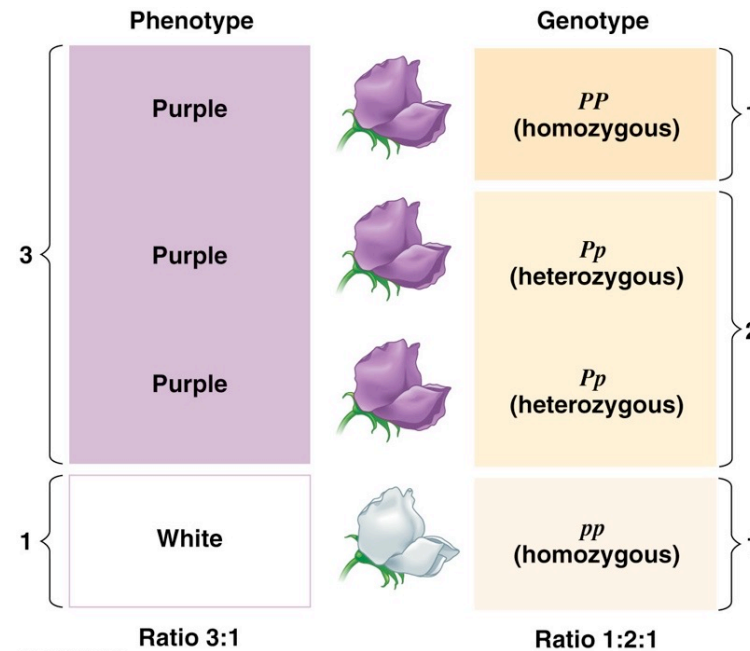 Phenotype
Genotype
Purple
PP
(homozygous)
1
3
Purple
Pp
(heterozygous)
2
Purple
Pp
(heterozygous)
1
White
pp
(homozygous)
1
Ratio 3:1
Ratio 1:2:1